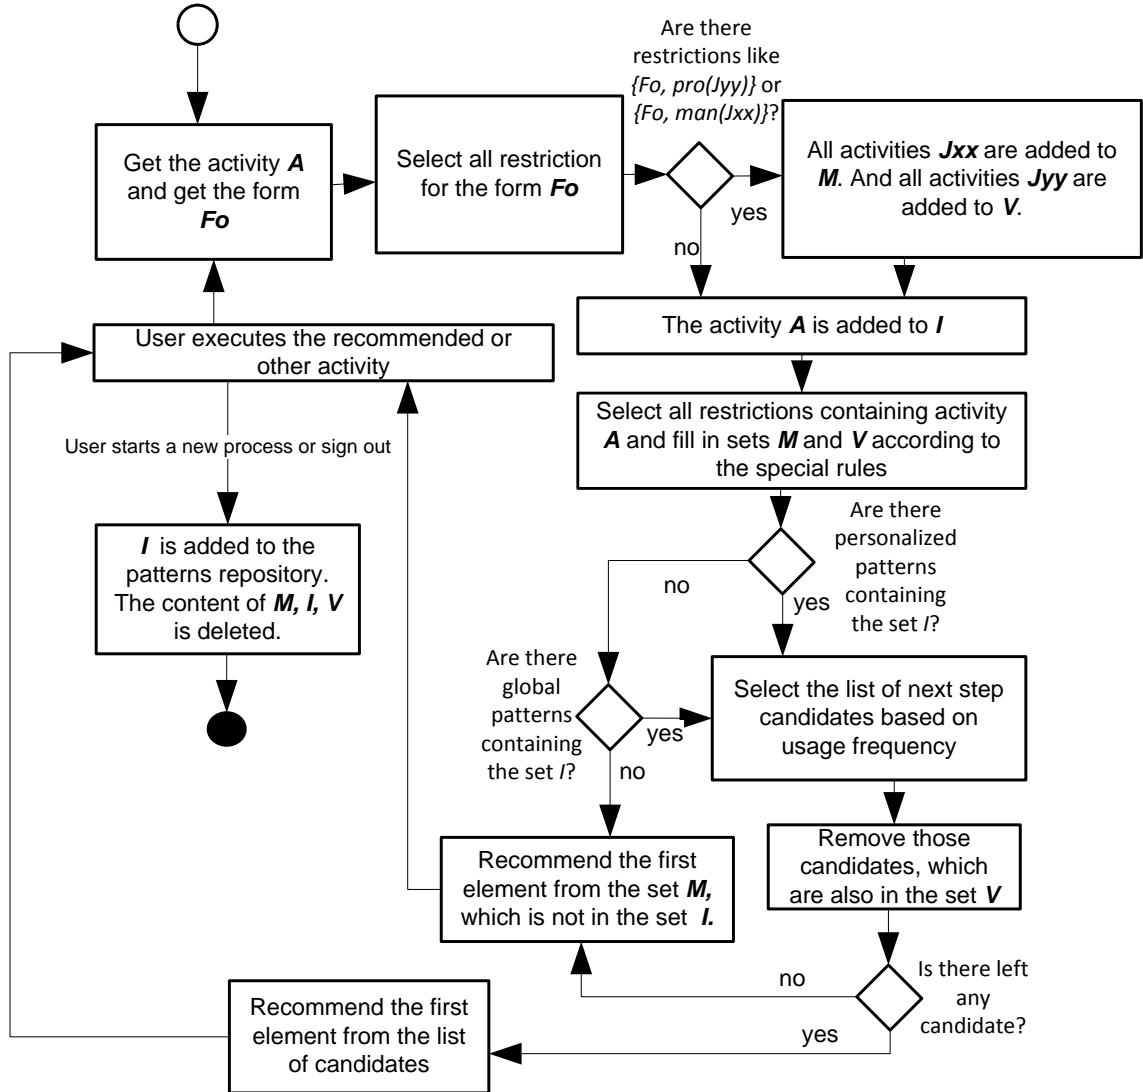 Are there
restrictions like
{Fo, pro(Jyy)} or
{Fo, man(Jxx)}?
Get the activity A
and get the form
Fo
Select all restriction
for the form Fo
All activities Jxx are added to
M. And all activities Jyy are
added to V.
yes
no
The activity A is added to I
User executes the recommended or
other activity
Select all restrictions containing activity
A and fill in sets M and V according to
the special rules
User starts a new process or sign out
Are there
personalized
patterns
containing
the set I?
no
yes
I is added to the
patterns repository.
The content of M, I, V
is deleted.
Are there
global
patterns
containing
the set I?
yes
no
Select the list of next step
candidates based on
usage frequency
Remove those
candidates, which
are also in the set V
Recommend the first
element from the set M,
which is not in the set I.
Is there left
any
candidate?
no
yes
Recommend the first
element from the list
of candidates